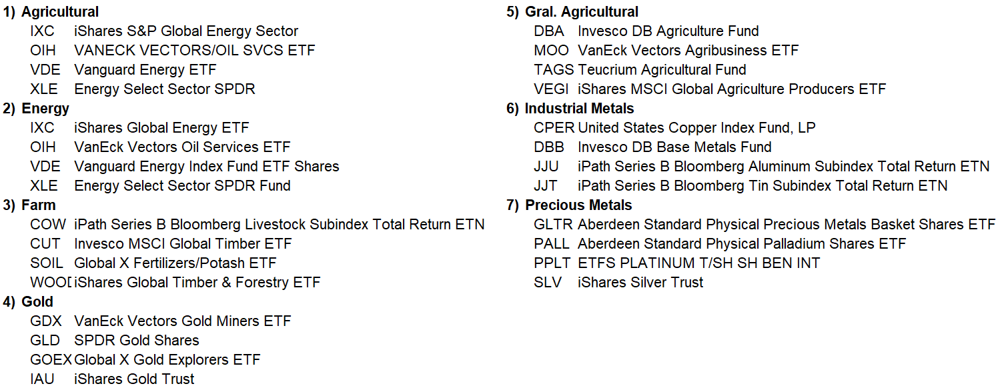 1) Agricultural
IXC iShares S&P Global Energy Sector
OIH VANECK VECTORS/OIL SVCS ETF
VDE Vanguard Energy ETF
XLE Energy Select Sector SPDR
2) Energy
IXC iShares Global Energy ETF
OIH VanEck Vectors Oil Services ETF
VDE Vanguard Energy Index Fund ETF Shares
XLE Energy Select Sector SPDR Fund
3) Farm
COW iPath Series B Bloomberg Livestock Subindex Total Return ETN
CUT Invesco MSCI Global Timber ETF
SOIL Global X Fertilizers/Potash ETF
WOOD iShares Global Timber & Forestry ETF
4) Gold
GDX VanEck Vectors Gold Miners ETF
GLD SPDR Gold Shares
GOEX Global X Gold Explorers ETF
IAU iShares Gold Trust
5) Gral. Agricultural
DBA Invesco DB Agriculture Fund
MOO VanEck Vectors Agribusiness ETF
TAGS Teucrium Agricultural Fund
VEGI iShares MSCI Global Agriculture Producers ETF
6) Industrial Metals
CPER United States Copper Index Fund, LP
DBB Invesco DB Base Metals Fund
JJU iPath Series B Bloomberg Aluminum Subindex Total Return ETN
JJT iPath Series B Bloomberg Tin Subindex Total Return ETN
7) Precious Metals
GLTR Aberdeen Standard Physical Precious Metals Basket Shares ETF
PALL Aberdeen Standard Physical Palladium Shares ETF
PPLT ETFS PLATINUM T/SH SH BEN INT
SLV iShares Silver Trust